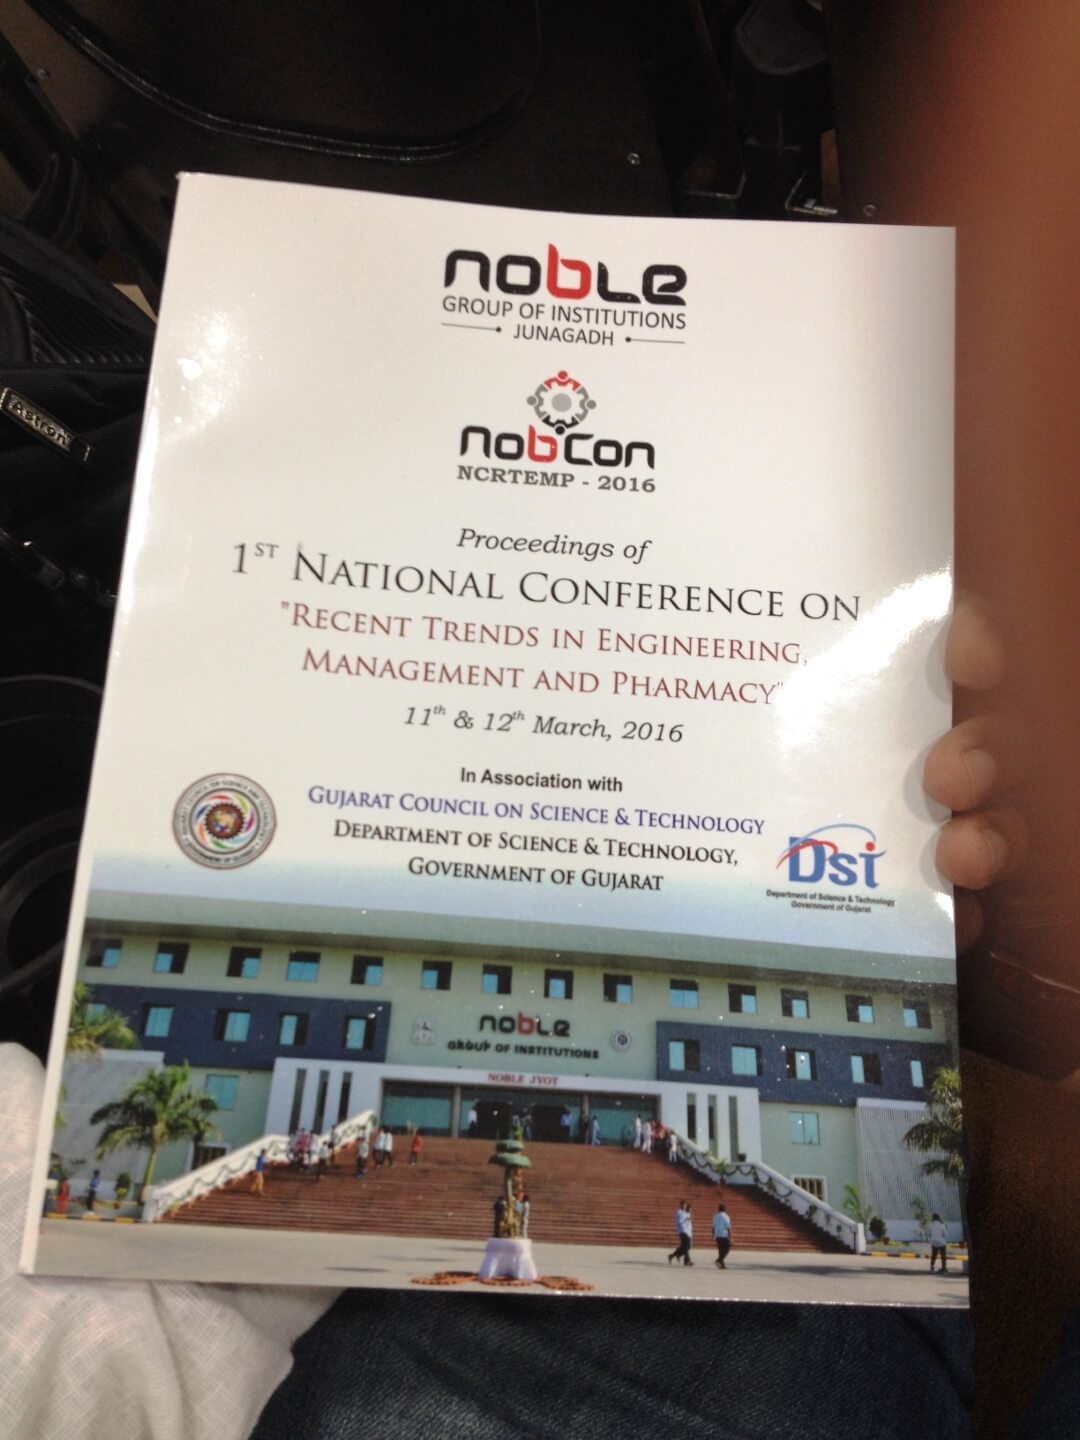 noble
GROUP OF INSTITUTIONS
JUNAGADH
nobcon
NCRTEMP - 2016
Proceedings of
1ST NATIONAL CONFERENCE ON
"RECENT TRENDS IN ENGINEERING,
MANAGEMENT AND PHARMACY"
11th & 12th March, 2016
In Association with
GUJARAT COUNCIL ON SCIENCE & TECHNOLOGY
DEPARTMENT OF SCIENCE & TECHNOLOGY,
GOVERNMENT OF GUJARAT
DST
Department of Science & Technology
Government of Gujarat
noble
GROUP OF INSTITUTIONS
NOBLE JYOT
Astron